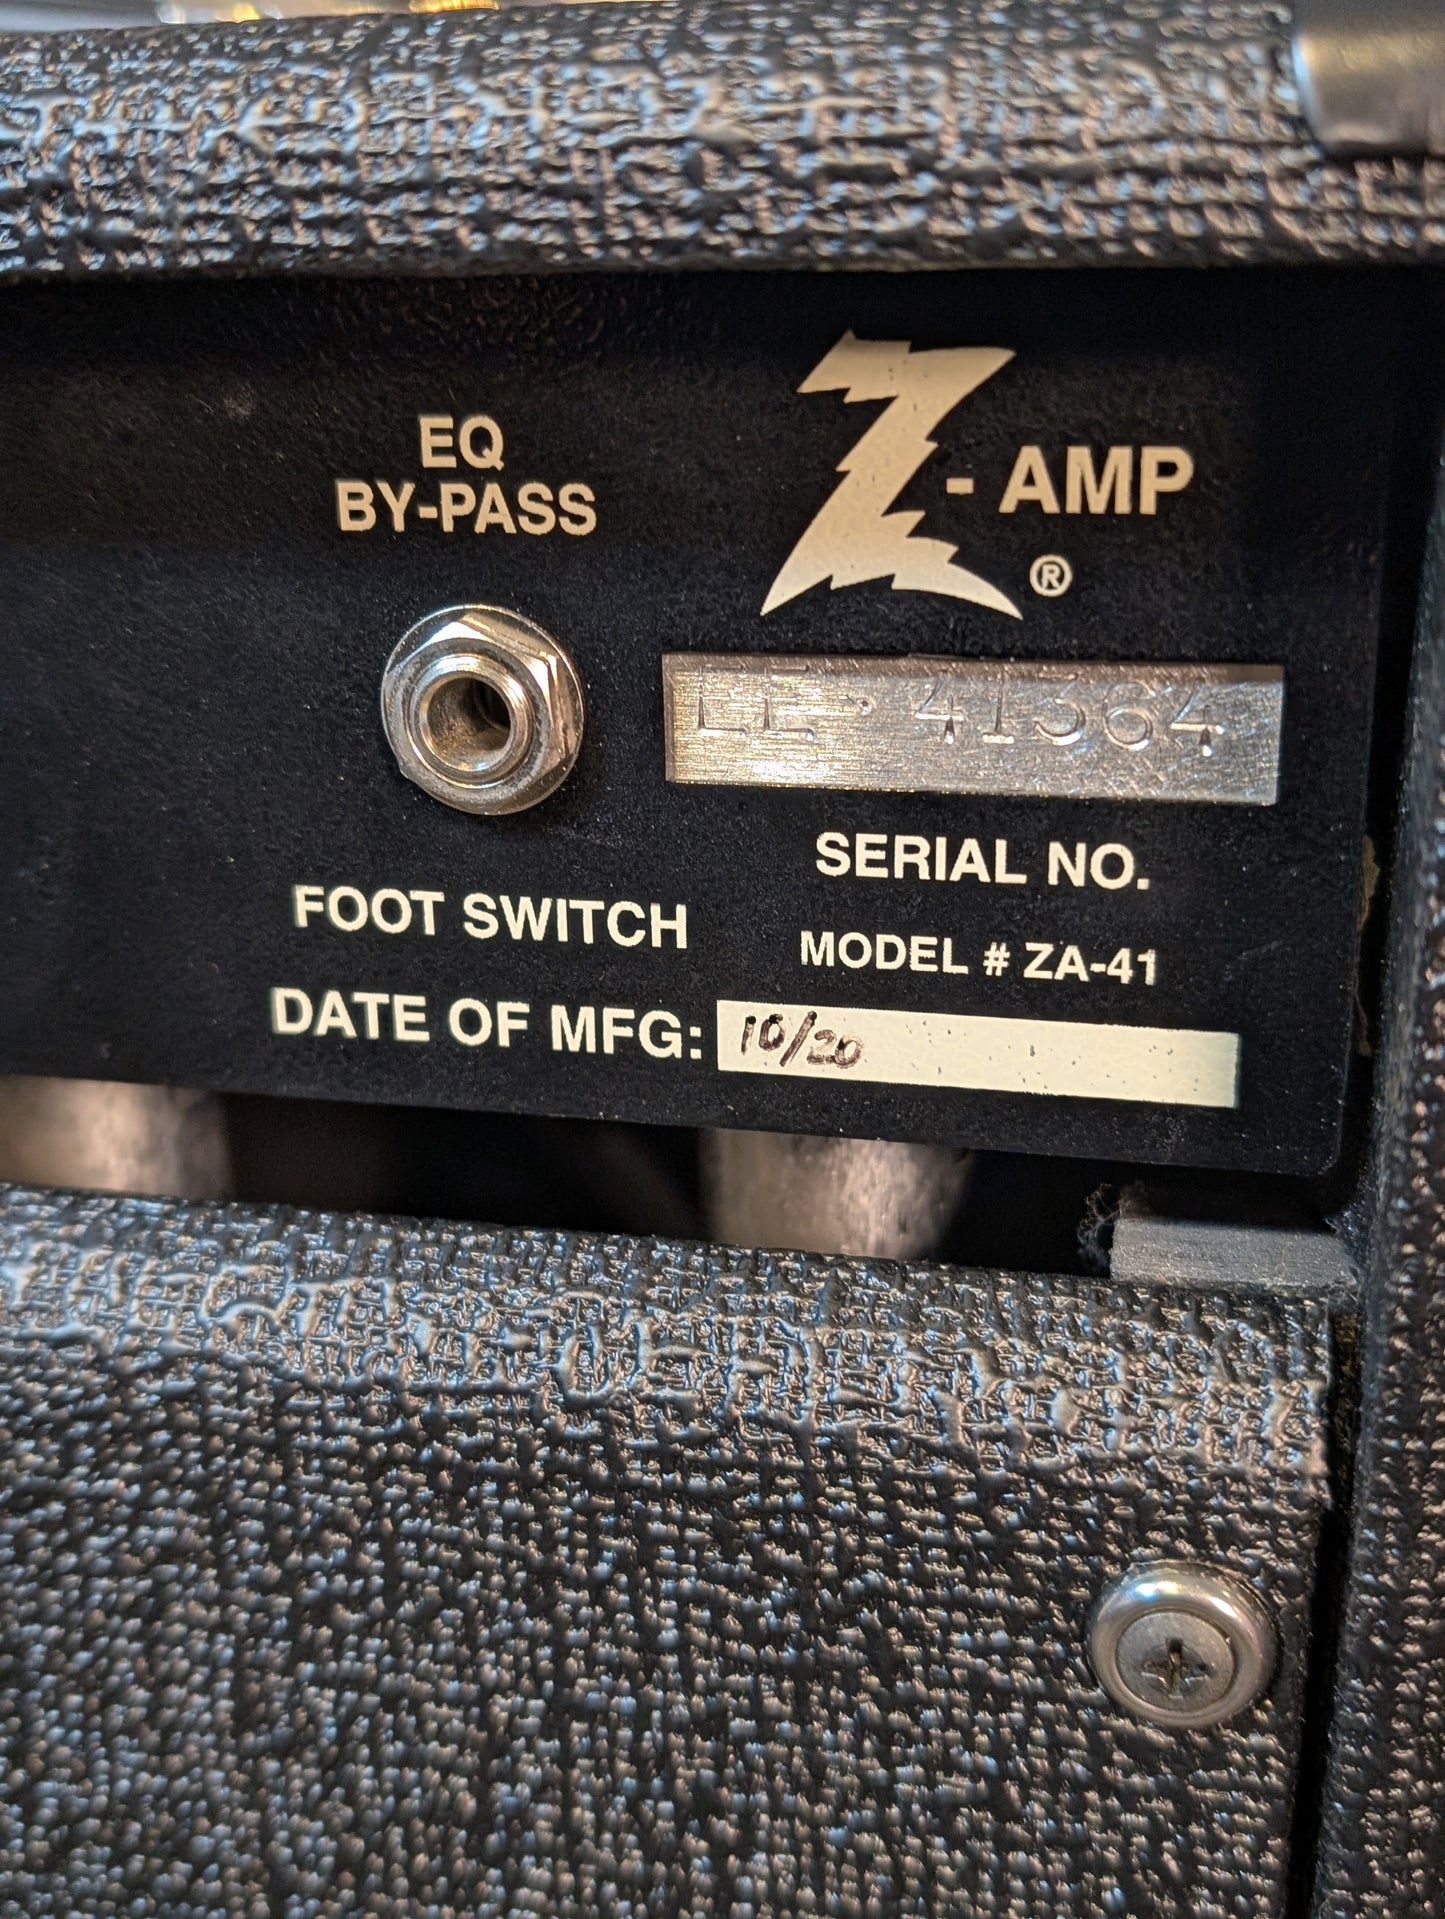 EQ
BY-PASS
Z - AMP
®
EE-41364
SERIAL NO.
FOOT SWITCH
MODEL # ZA-41
DATE OF MFG: 10/20